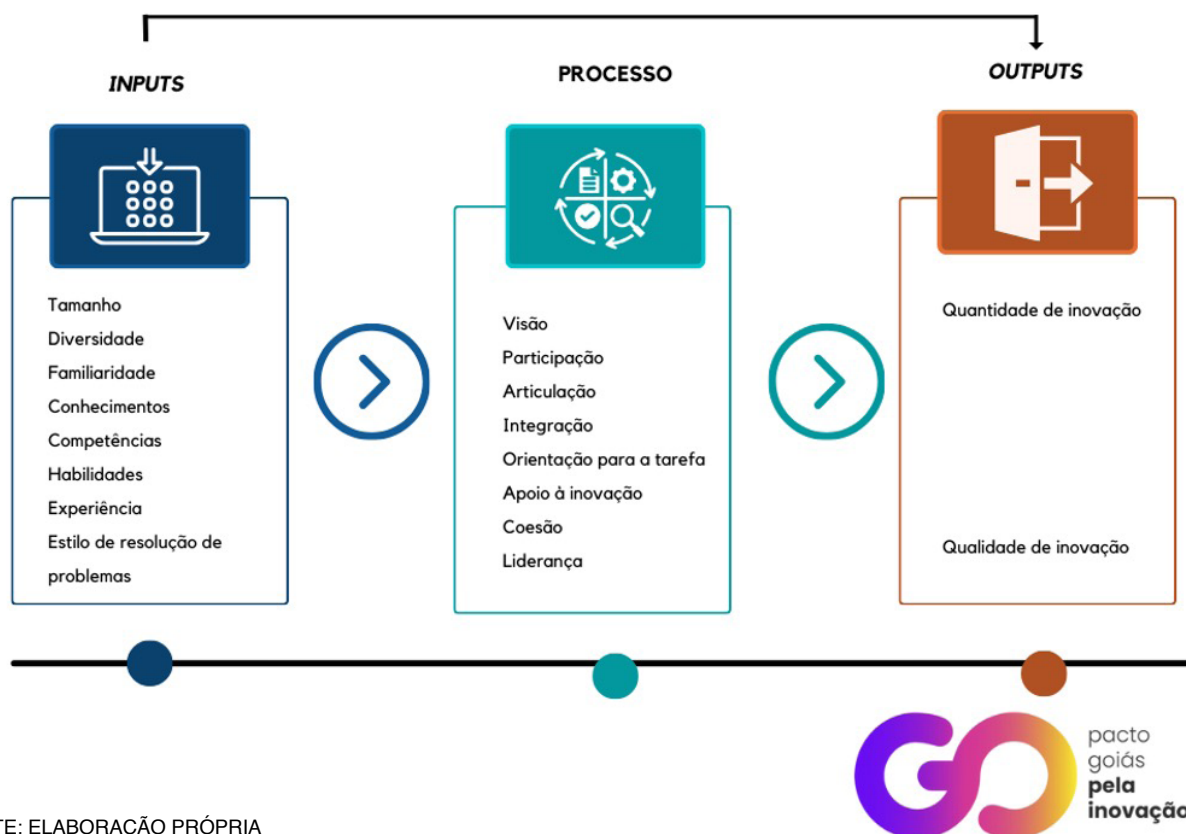 INPUTS
PROCESSO
OUTPUTS
Tamanho
Diversidade
Familiaridade
Conhecimentos
Competências
Habilidades
Experiência
Estilo de resolução de
problemas
Visão
Participação
Articulação
Integração
Orientação para a tarefa
Apoio à inovação
Coesão
Liderança
Quantidade de inovação
Qualidade de inovação
GO
pacto
goiás
pela
inovação
TE: ELABORAÇÃO PRÓPRIA